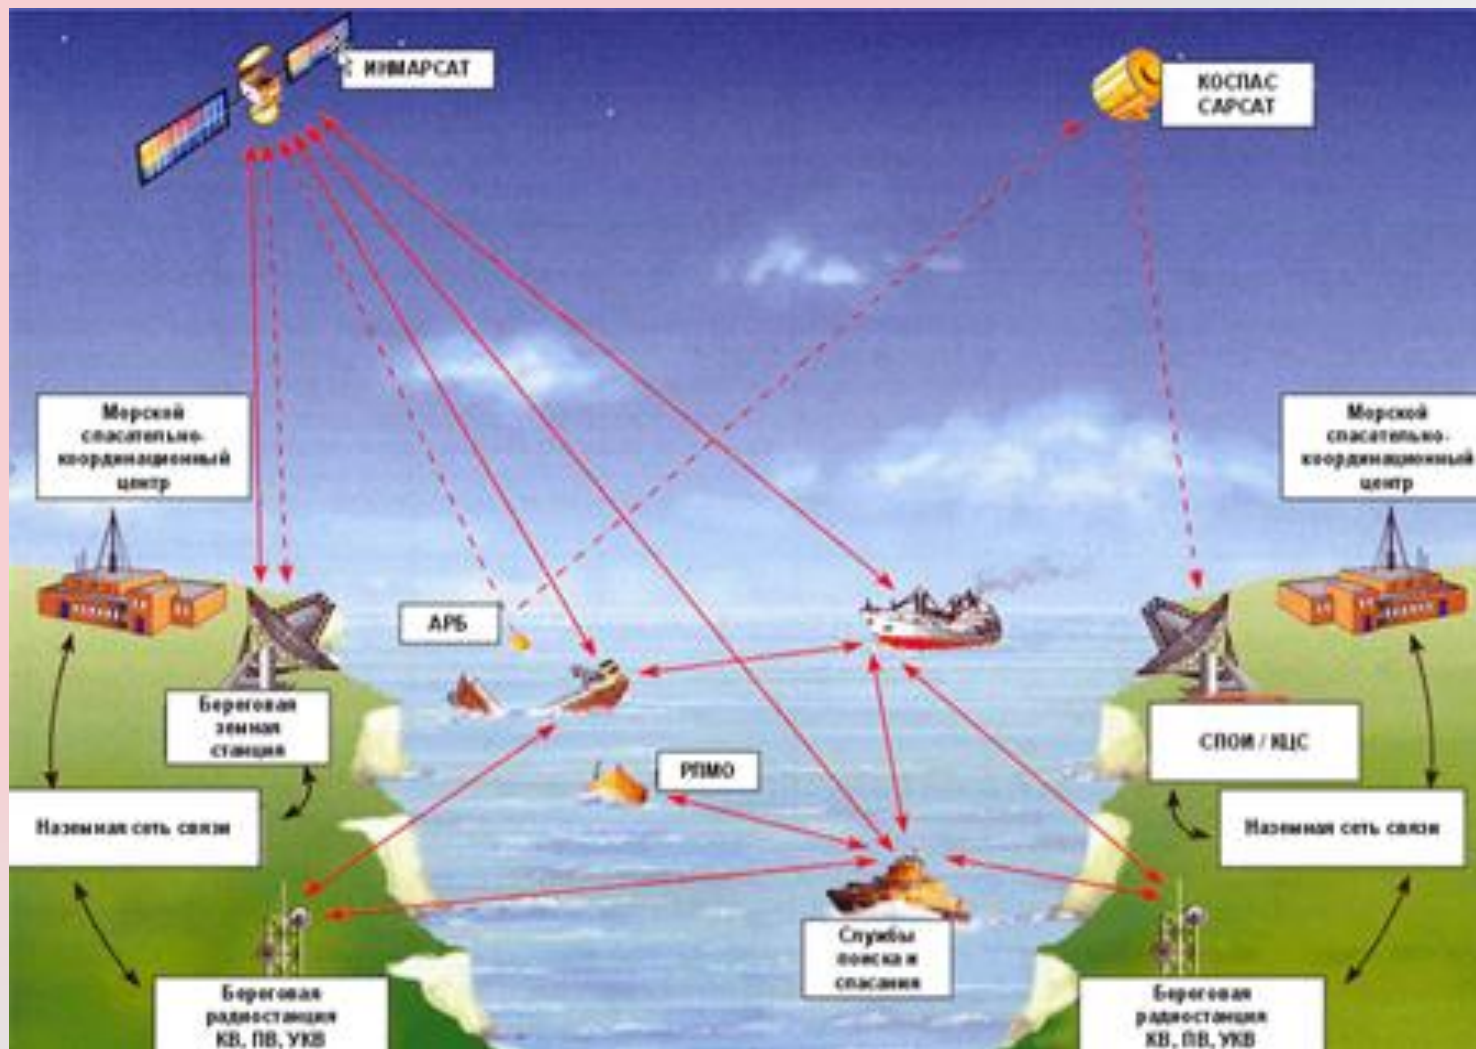 ИНМАРСАТ
КОСПАС
САРСАТ
Морской
спасательно-
координационный
центр
Морской
спасательно-
координационный
центр
АРБ
Береговая
земная
станция
СПОИ / КЦС
РПМО
Наземная сеть связи
Наземная сеть связи
Службы
поиска и
спасания
Береговая
радиостанция
КВ, ПВ, УКВ
Береговая
радиостанция
КВ, ПВ, УКВ